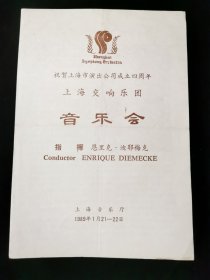 Shanghai
Symphony Orchestra
祝贺上海市演出公司成立四周年
上海交响乐团
音乐会
指 挥 恩里克·迪耶梅克
Conductor ENRIQUE DIEMECKE
上海音乐厅
1989年1月21—22日